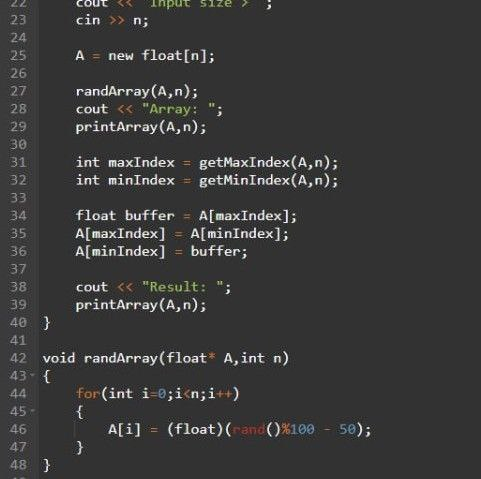 22 cout << "Input size > ";
23 cin >> n;
24
25 A = new float[n];
26
27 randArray(A,n);
28 cout << "Array: ";
29 printArray(A,n);
30
31 int maxIndex = getMaxIndex(A,n);
32 int minIndex = getMinIndex(A,n);
33
34 float buffer = A[maxIndex];
35 A[maxIndex] = A[minIndex];
36 A[minIndex] = buffer;
37
38 cout << "Result: ";
39 printArray(A,n);
40 }
41
42 void randArray(float* A,int n)
43 {
44 for(int i=0;i<n;i++)
45 {
46 A[i] = (float)(rand()%100 - 50);
47 }
48 }